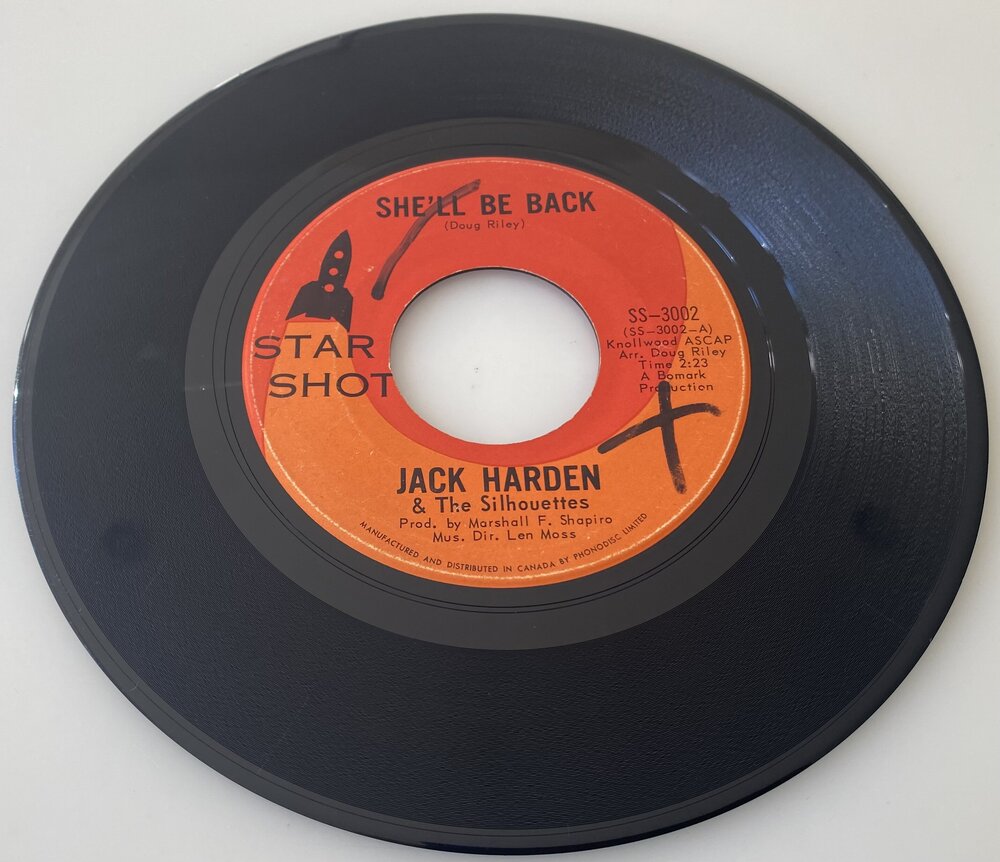 SHE'LL BE BACK
(Doug Riley)
STAR
SHOT
SS-3002
(SS-3002-A)
Knollwood ASCAP
Arr. Doug Riley
Time 2:23
A Bomark
Production
JACK HARDEN
& The Silhouettes
Prod. by Marshall F. Shapiro
Mus. Dir. Len Moss
MANUFACTURED AND DISTRIBUTED IN CANADA BY PHONODISC LIMITED